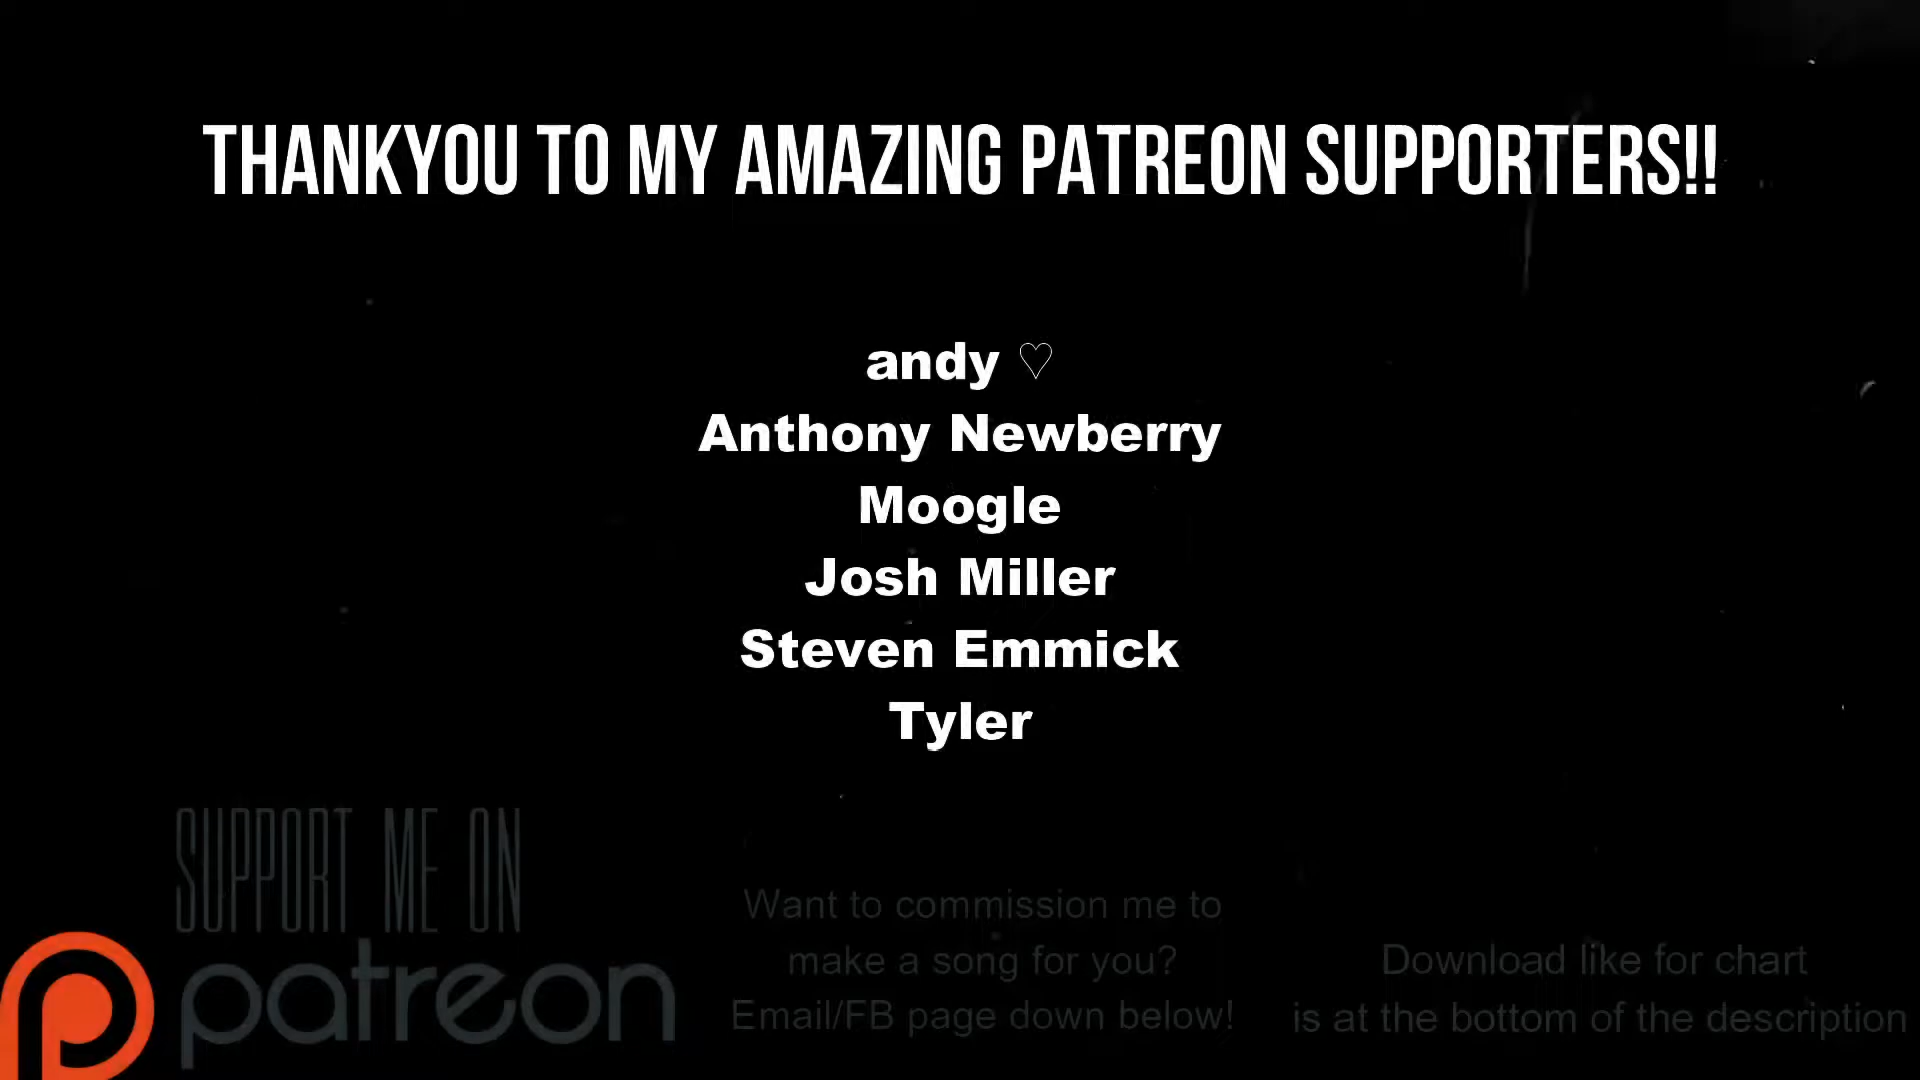 THANKYOU TO MY AMAZING PATREON SUPPORTERS!!
andy ♡
Anthony Newberry
Moogle
Josh Miller
Steven Emmick
Tyler
SUPPORT ME ON
patreon
Want to commission me to
make a song for you?
Email/FB page down below!
Download like for chart
is at the bottom of the description